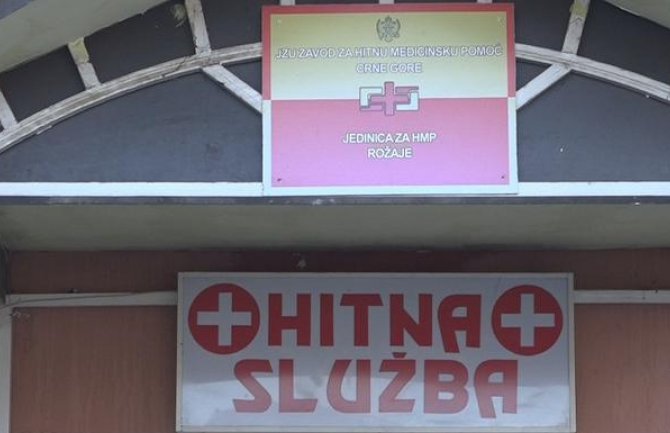 JZU ZAVOD ZA HITNU MEDICINSKU POMOĆ
CRNE GORE
JEDINICA ZA HMP
ROŽAJE
HITNA
SLUŽBA